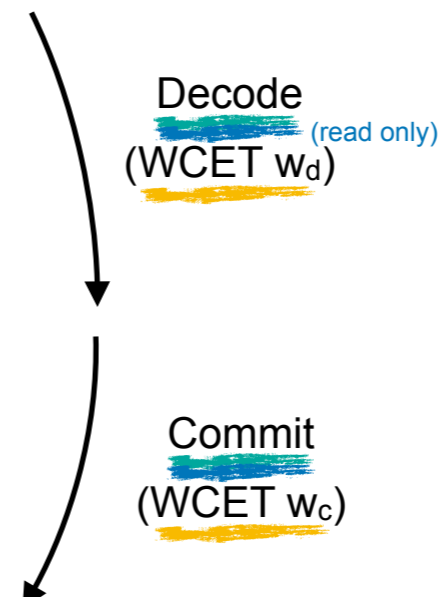 Decode
(read only)
(WCET wd)
Commit
(WCET wc)